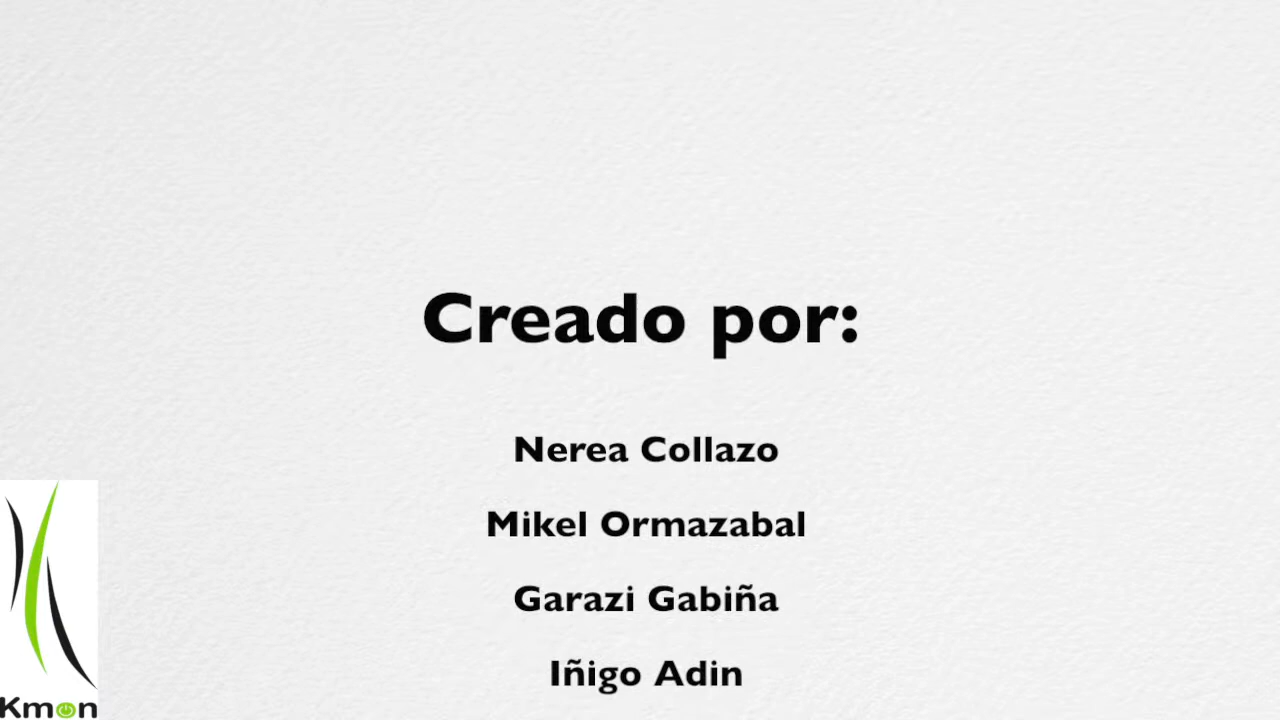 Creado por:
Nerea Collazo
Mikel Ormazabal
Garazi Gabiña
Iñigo Adin
Kmon